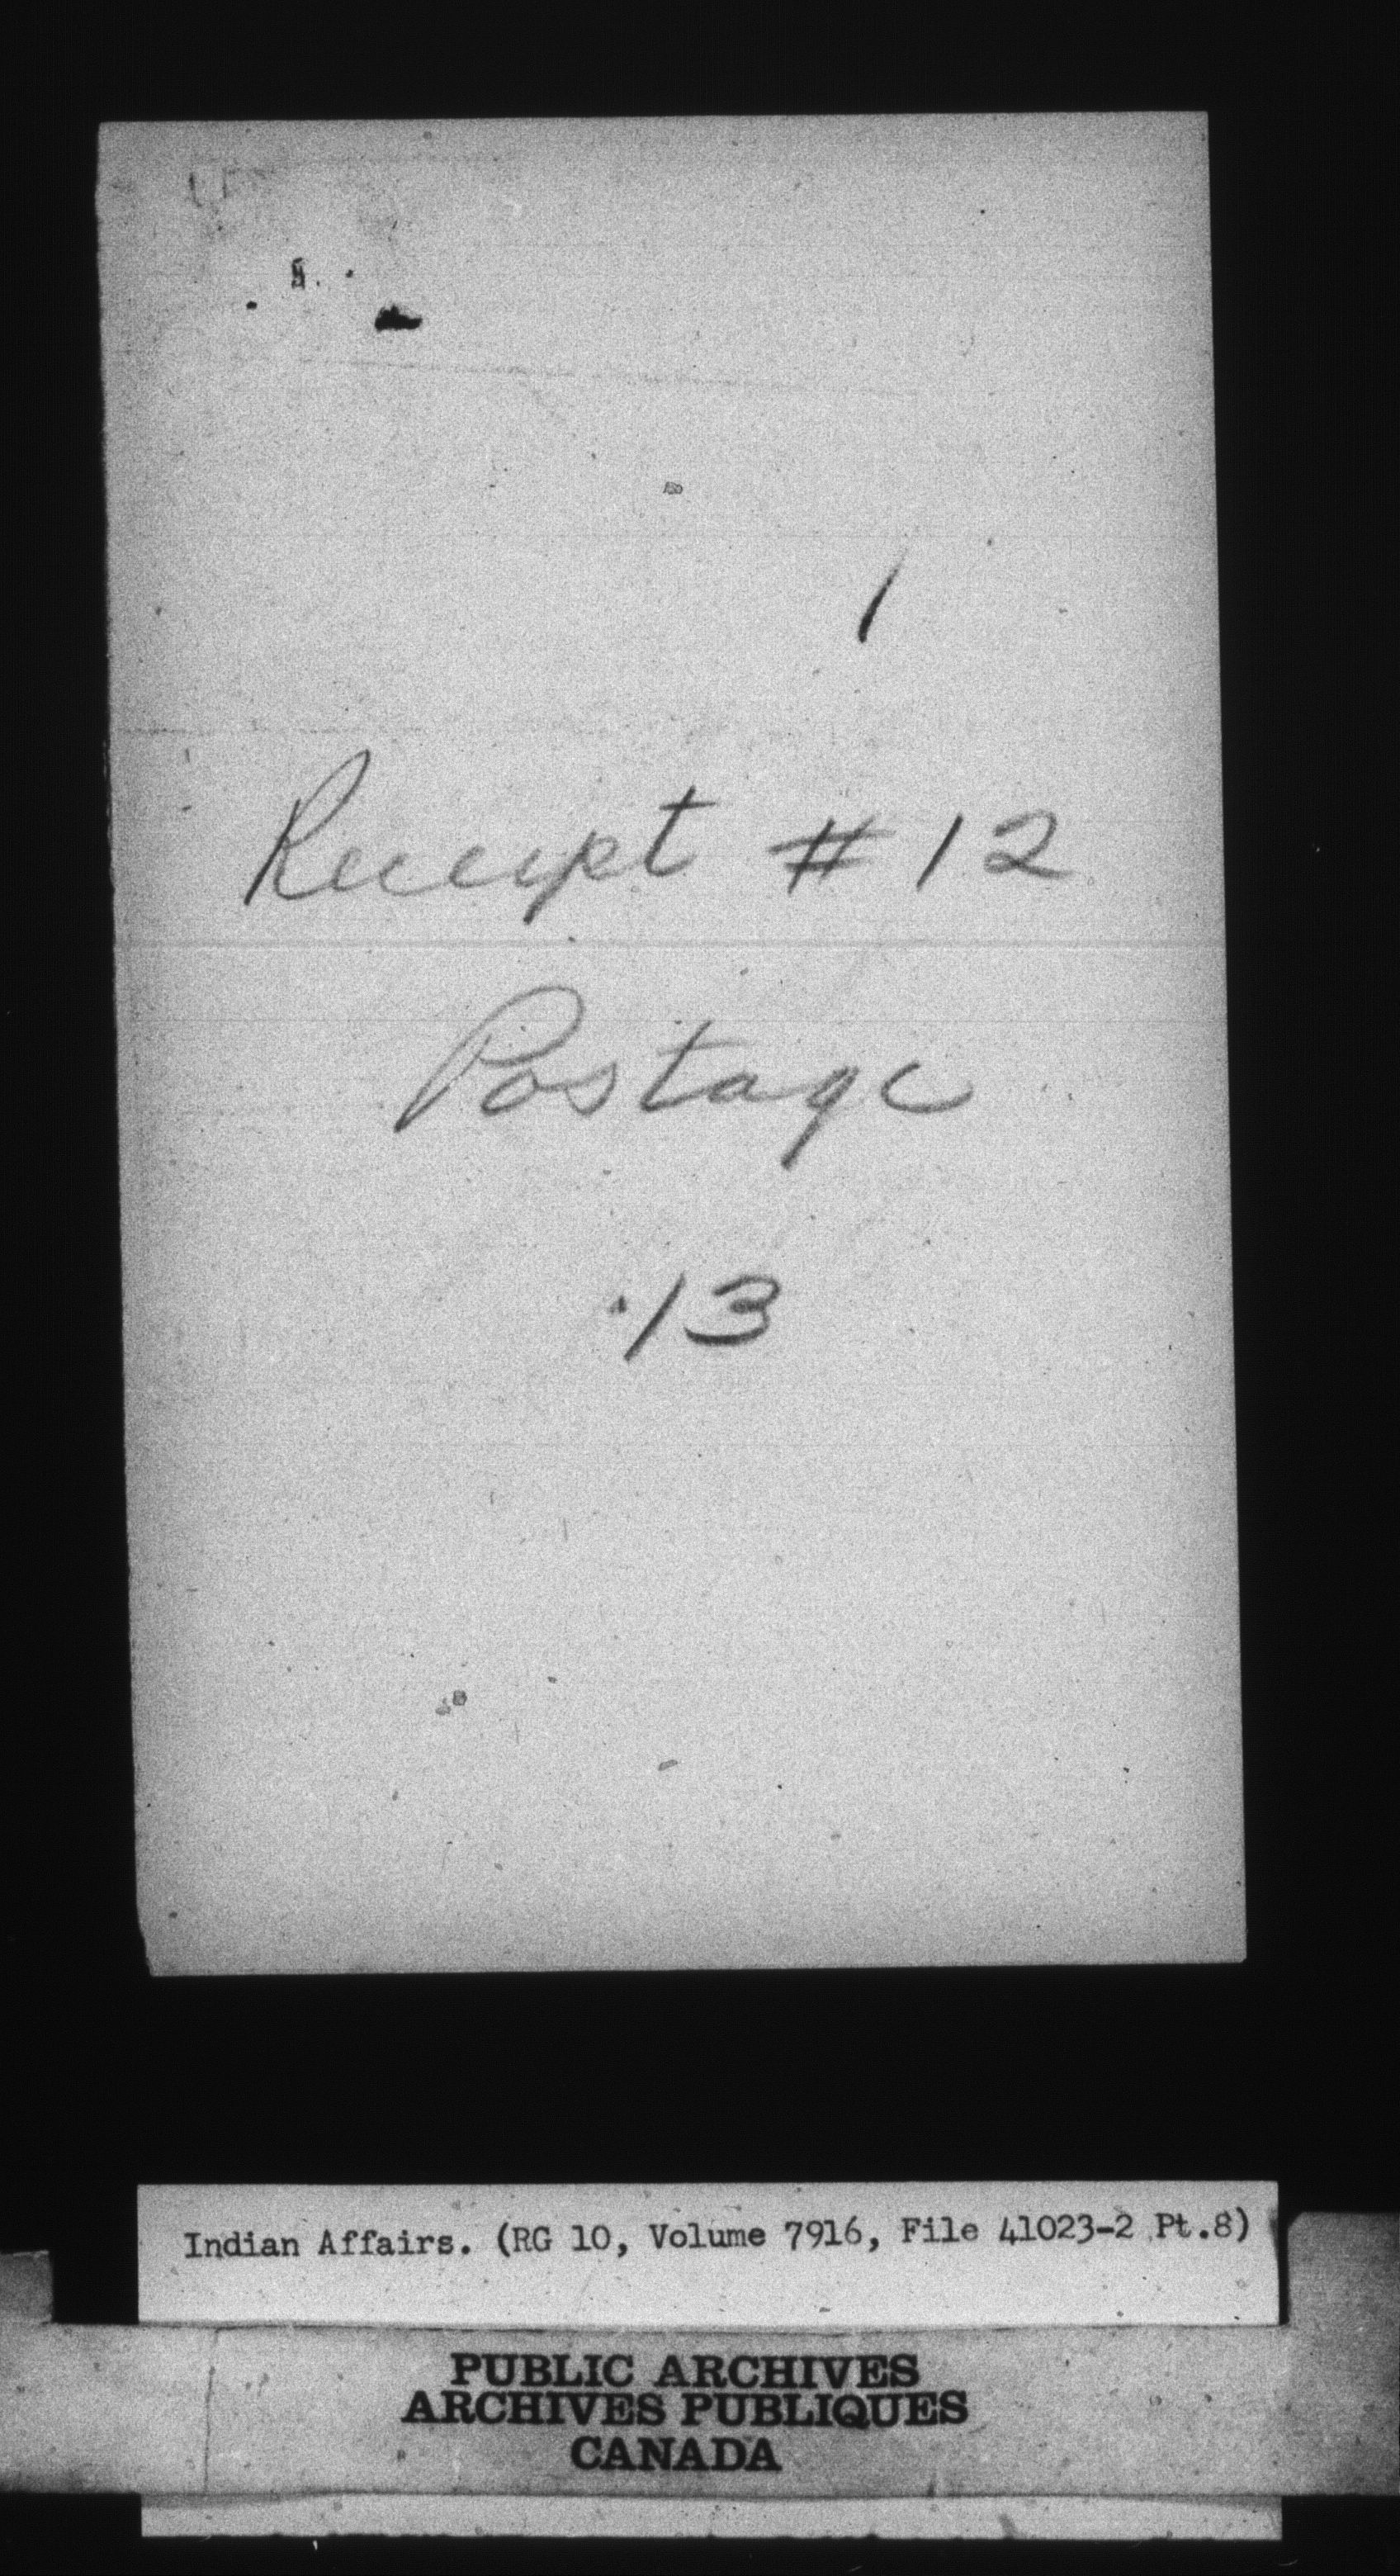 Receipt # 12
Postage
.13
Indian Affairs. (RG 10, Volume 7916, File 41023-2 Pt.8)
PUBLIC ARCHIVES
ARCHIVES PUBLIQUES
CANADA